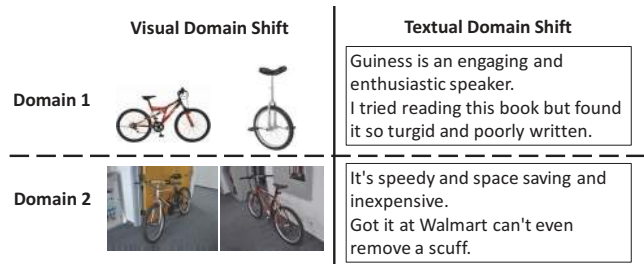 Visual Domain Shift
Textual Domain Shift
Domain 1
Guiness is an engaging and
enthusiastic speaker.
I tried reading this book but found
it so turgid and poorly written.
Domain 2
It's speedy and space saving and
inexpensive.
Got it at Walmart can't even
remove a scuff.